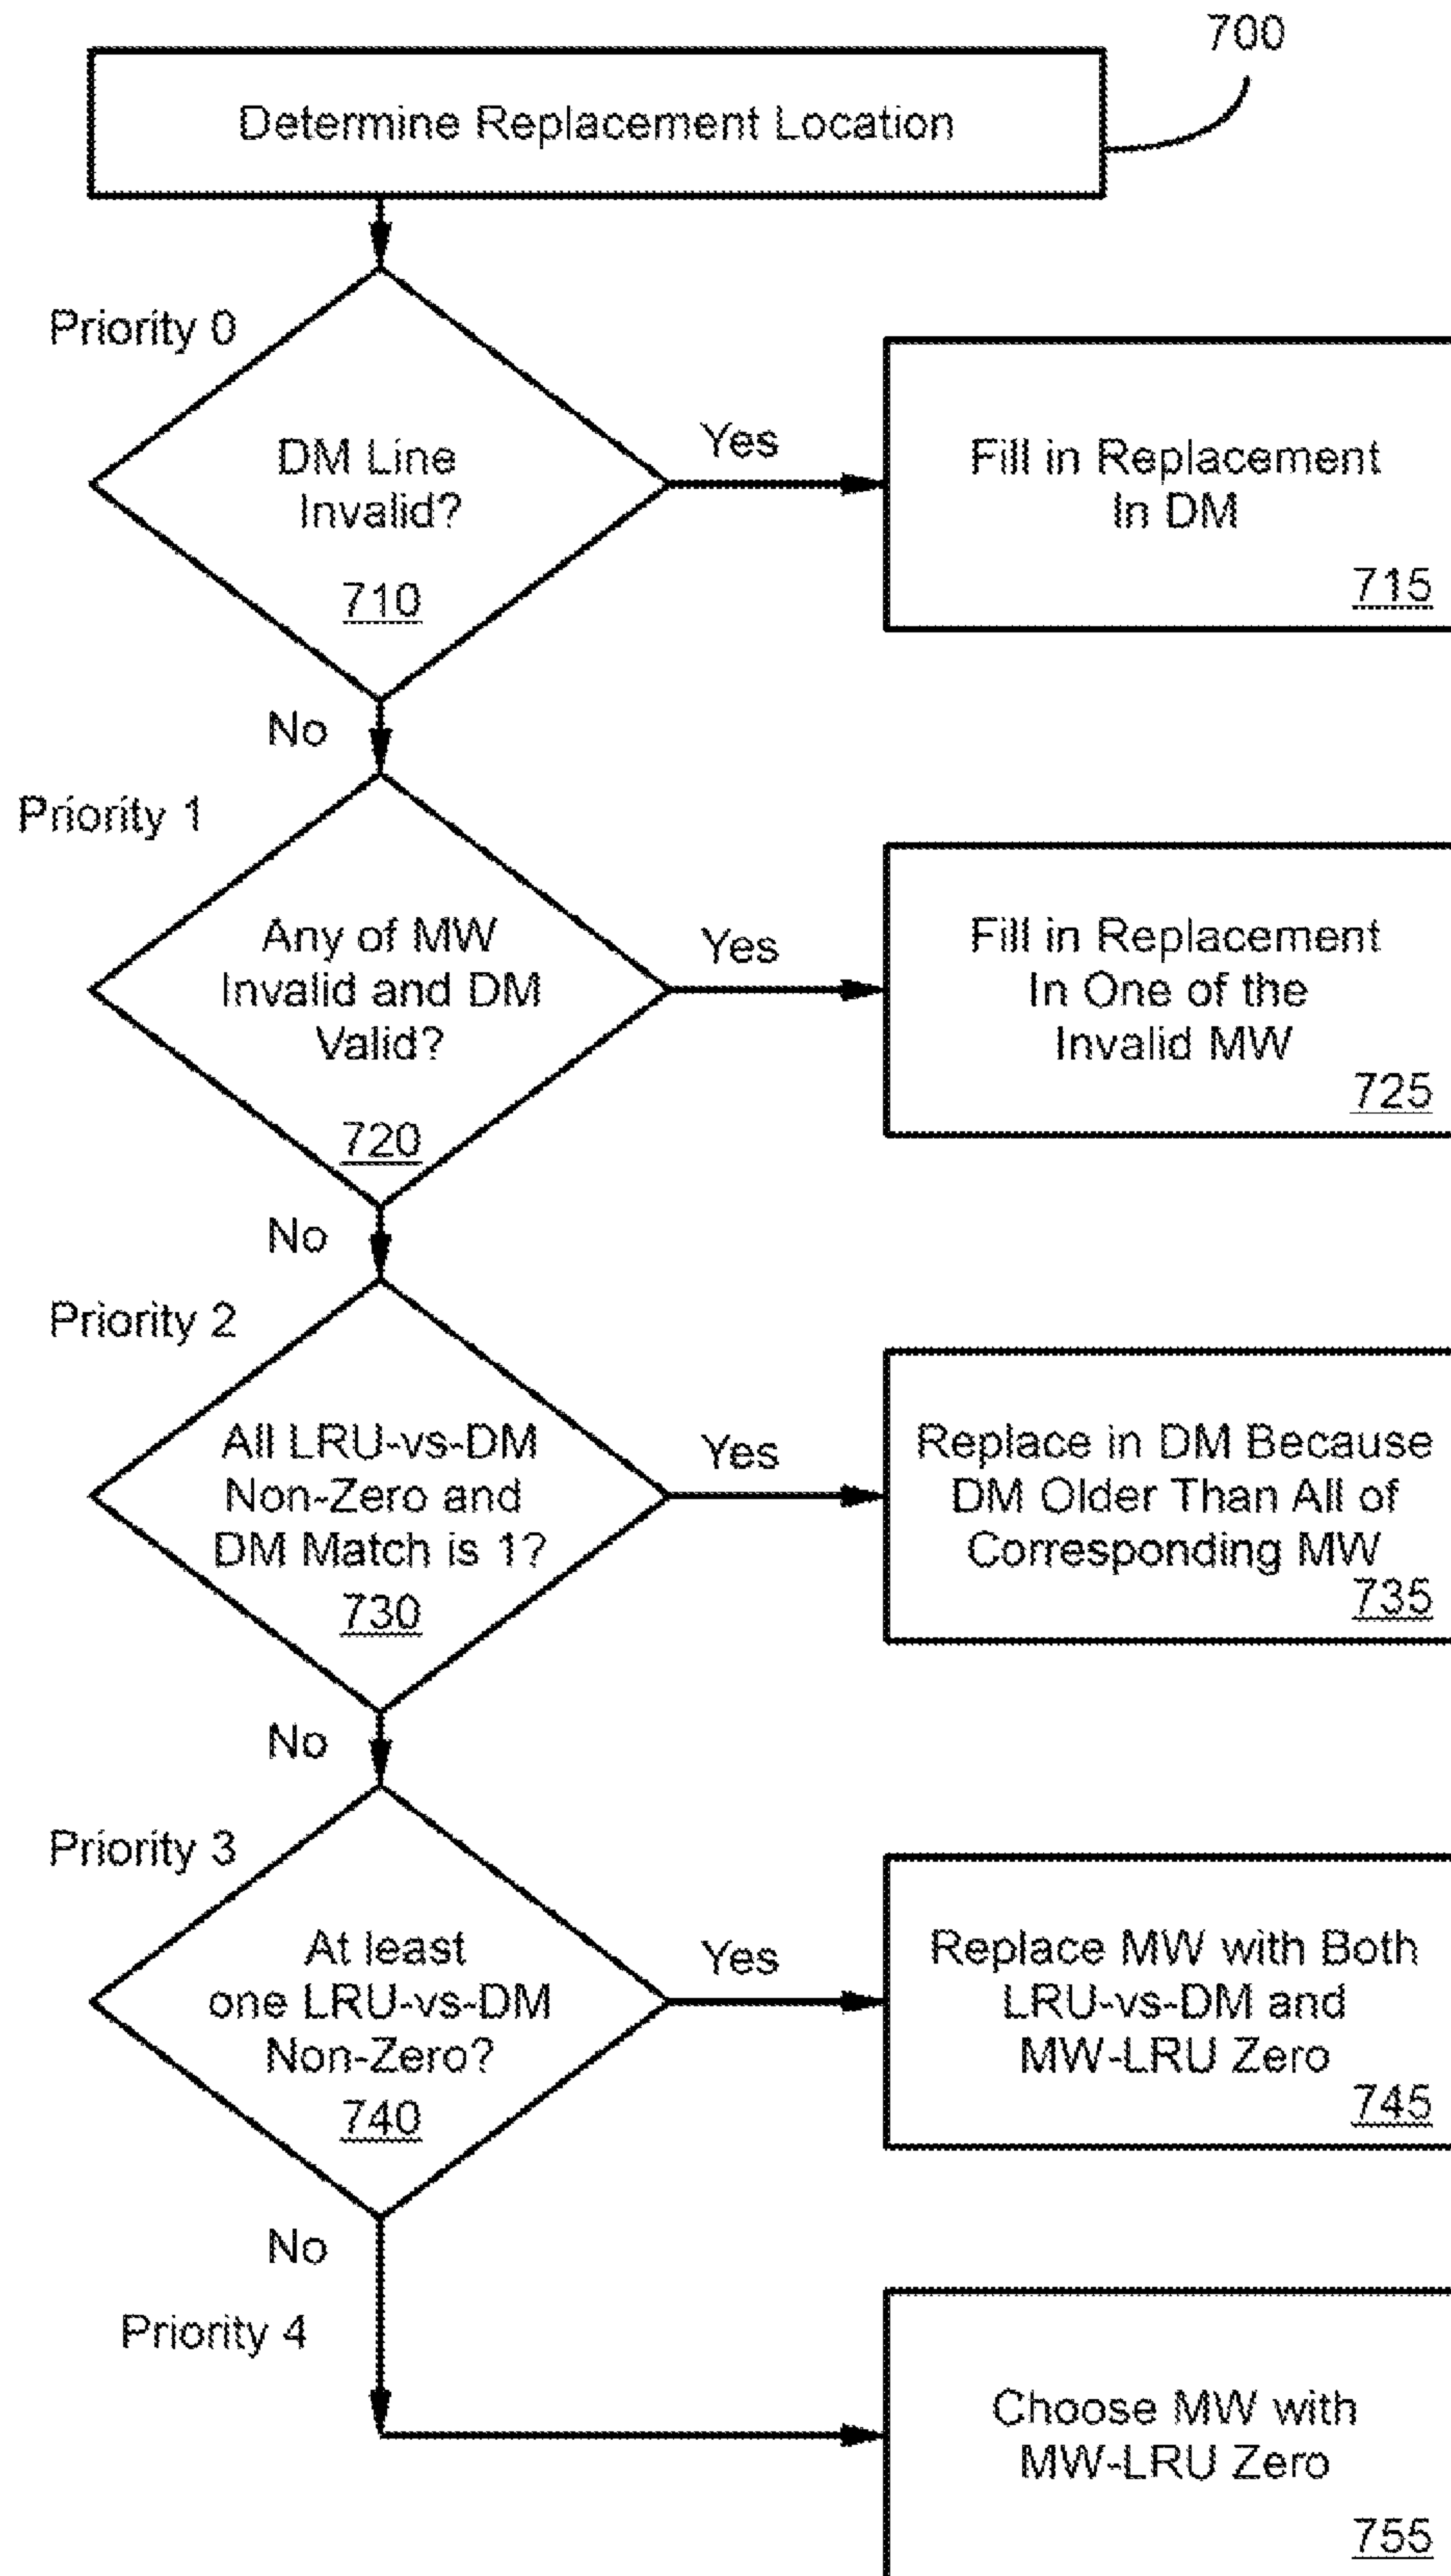 700
Determine Replacement Location
Priority 0
DM Line
Invalid?
710
Yes
Fill in Replacement
In DM
715
No
Priority 1
Any of MW
Invalid and DM
Valid?
720
Yes
Fill in Replacement
In One of the
Invalid MW
725
No
Priority 2
All LRU-vs-DM
Non-Zero and
DM Match is 1?
730
Yes
Replace in DM Because
DM Older Than All of
Corresponding MW
735
No
Priority 3
At least
one LRU-vs-DM
Non-Zero?
740
Yes
Replace MW with Both
LRU-vs-DM and
MW-LRU Zero
745
No
Priority 4
Choose MW with
MW-LRU Zero
755